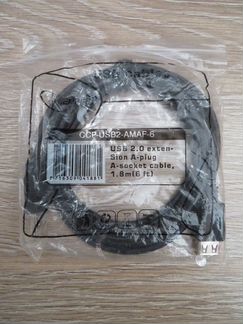 CCP-USB2-AMAF-6
USB 2.0 exten-
sion A-plug
A-socket cable,
1.8m(6 ft)